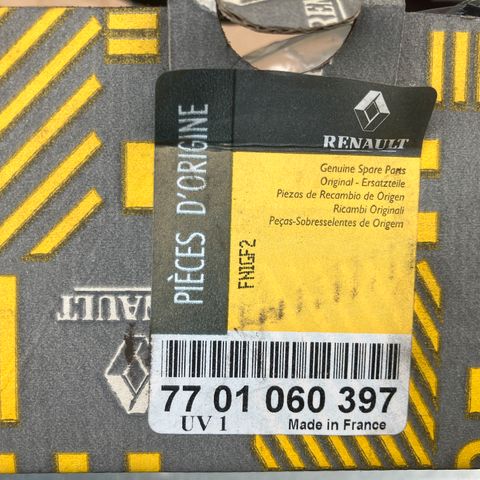 PIÈCES D'ORIGINE
RENAULT
Genuine Spare Parts
Original - Ersatzteile
Piezas de Recambio de Origen
Ricambi Originali
Peças-Sobresselentes de Origem
FNIGF2
77 01 060 397
UV 1
Made in France
RENAULT